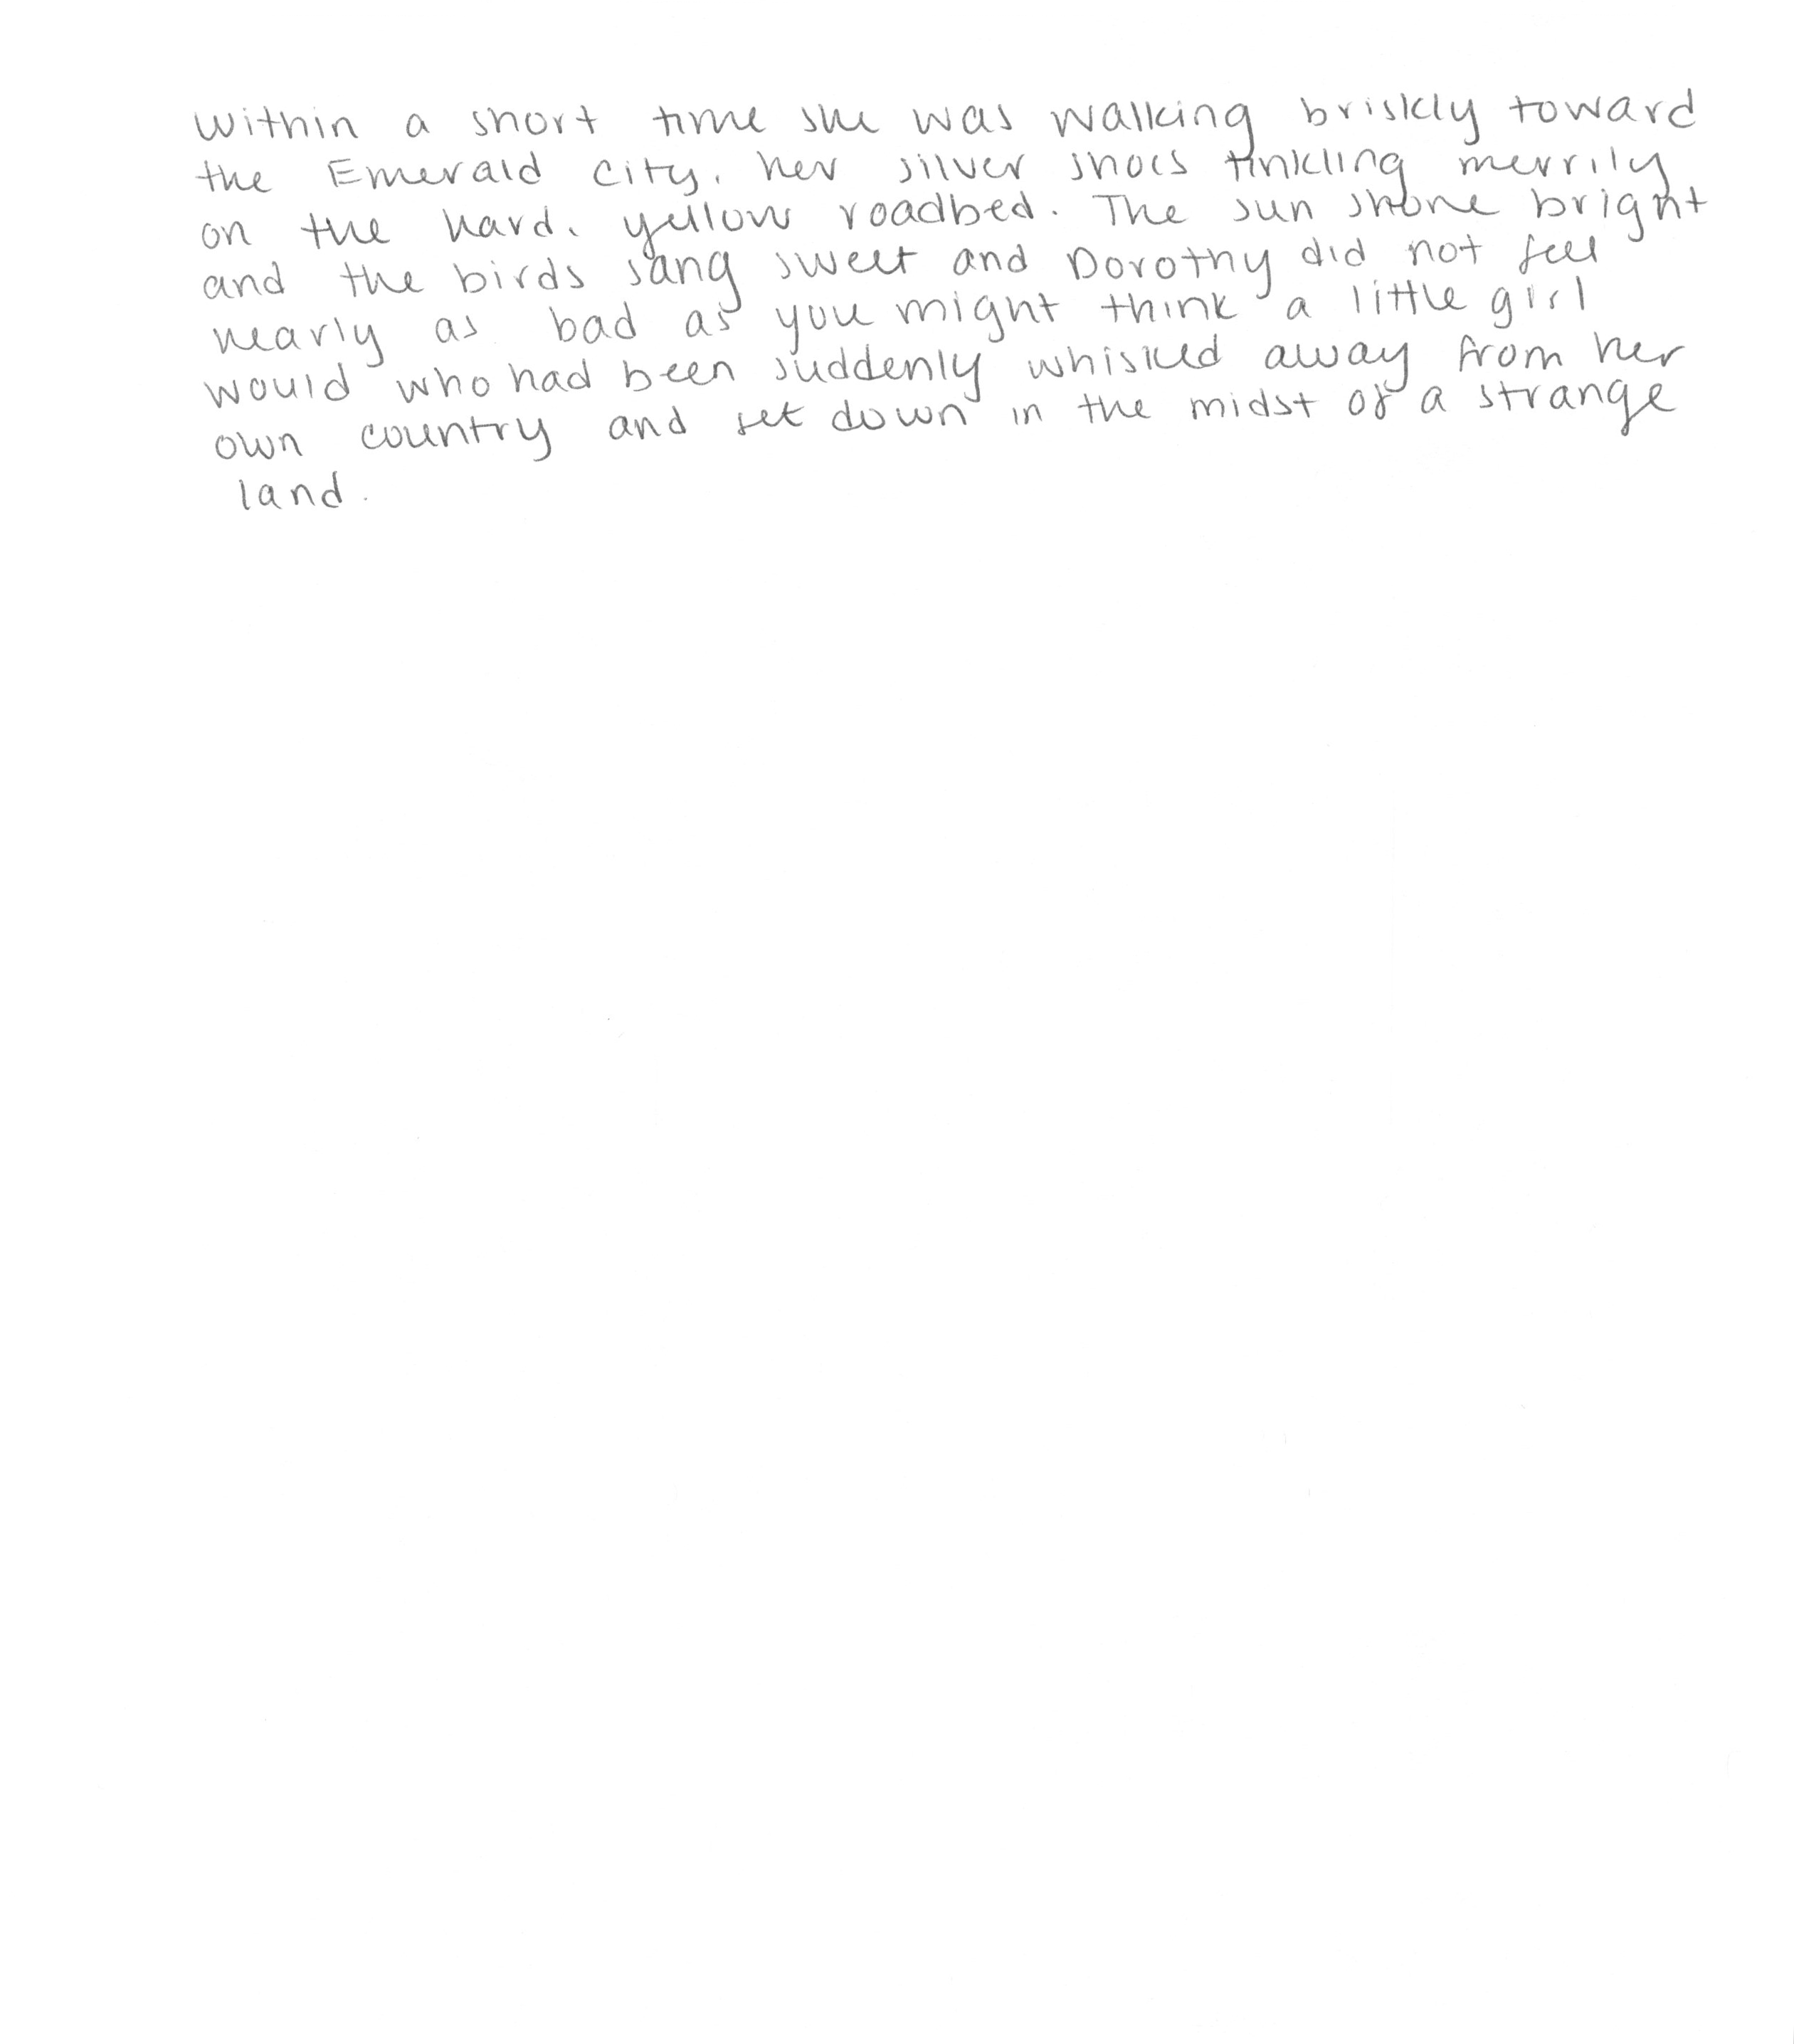 Within a short time she was walking briskly toward
the Emerald City, her silver shoes tinkling merrily
on the hard, yellow roadbed. The sun shone bright
and the birds sang sweet and Dorothy did not feel
nearly as bad as you might think a little girl
would who had been suddenly whisked away from her
own country and set down in the midst of a strange
land.